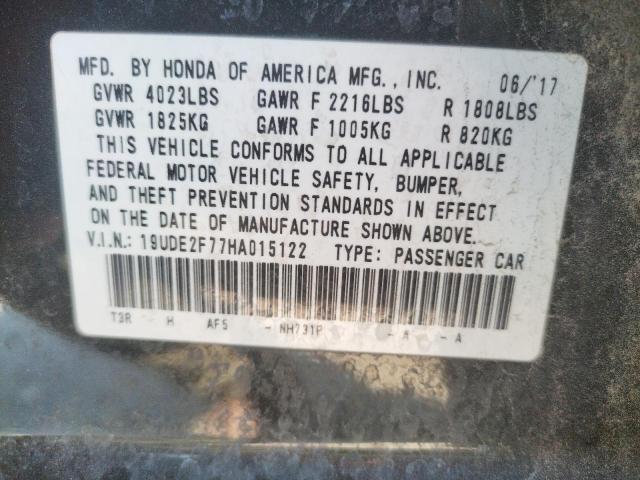 MFD. BY HONDA OF AMERICA MFG., INC. 06/'17
GVWR 4023LBS GAWR F 2216LBS R 1808LBS
GVWR 1825KG GAWR F 1005KG R 820KG
THIS VEHICLE CONFORMS TO ALL APPLICABLE
FEDERAL MOTOR VEHICLE SAFETY, BUMPER,
AND THEFT PREVENTION STANDARDS IN EFFECT
ON THE DATE OF MANUFACTURE SHOWN ABOVE.
V.I.N.: 19UDE2F77HA015122 TYPE: PASSENGER CAR
T3R - H AF5 - NH731P - A - A